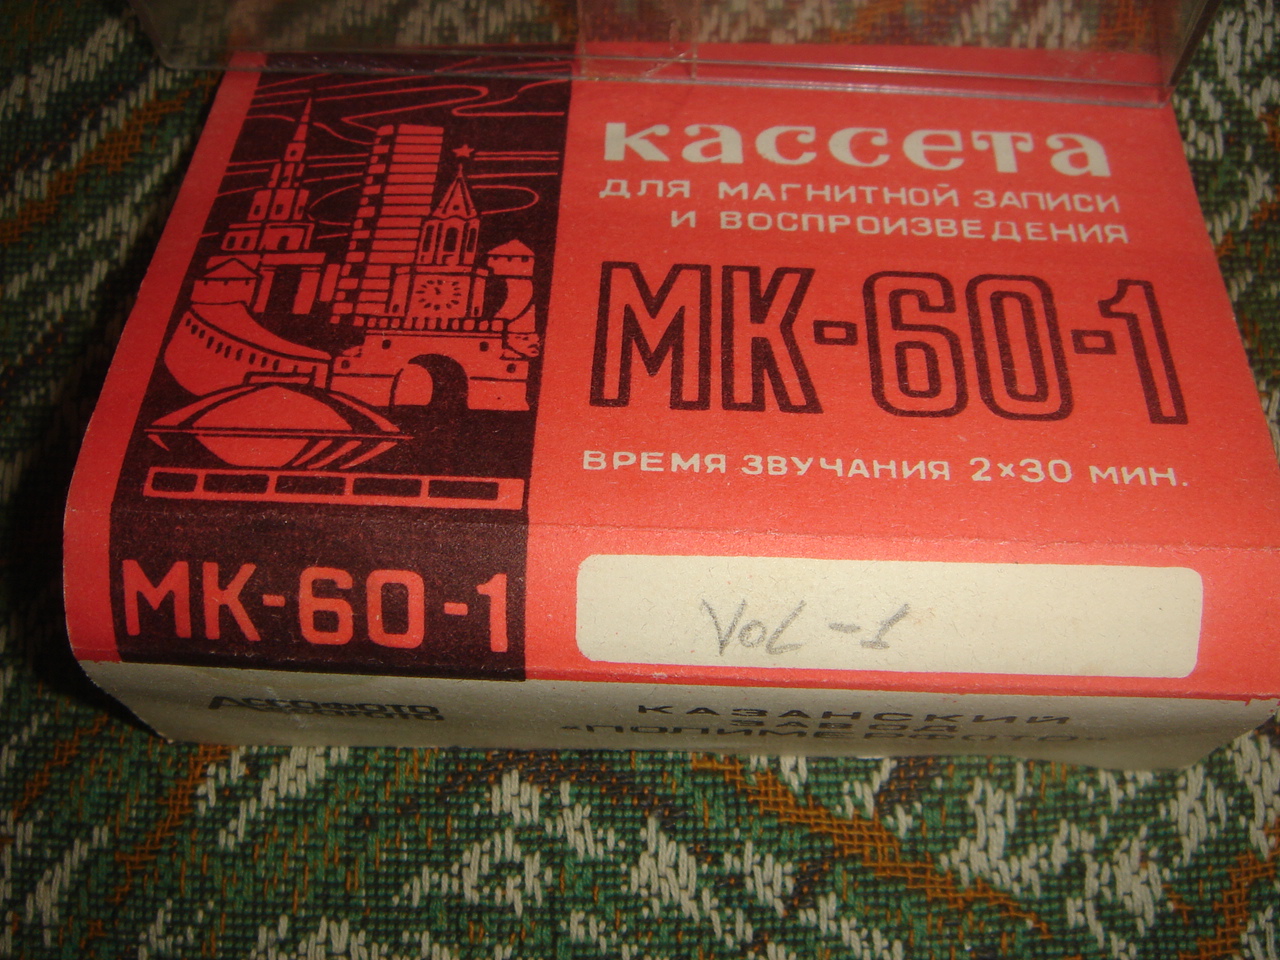 кассета
ДЛЯ МАГНИТНОЙ ЗАПИСИ
И ВОСПРОИЗВЕДЕНИЯ
МК-60-1
ВРЕМЯ ЗВУЧАНИЯ 2×30 МИН.
МК-60-1
VOL -1
АССОФОТО
КАЗАНСКИЙ
ЗАВОД
«ПОЛИМЕРФОТО»